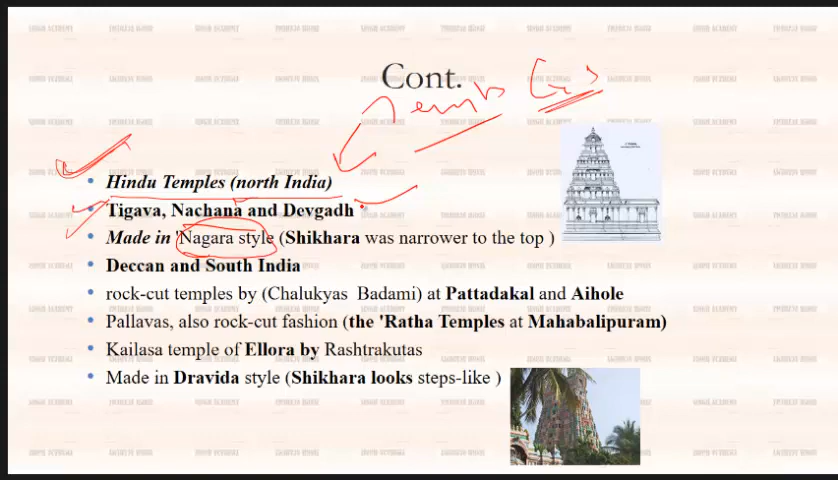 Cont.
Hindu Temples (north India)
Tigava, Nachana and Devgadh
Made in 'Nagara style (Shikhara was narrower to the top )
Deccan and South India
rock-cut temples by (Chalukyas Badami) at Pattadakal and Aihole
Pallavas, also rock-cut fashion (the 'Ratha Temples at Mahabalipuram)
Kailasa temple of Ellora by Rashtrakutas
Made in Dravida style (Shikhara looks steps-like )